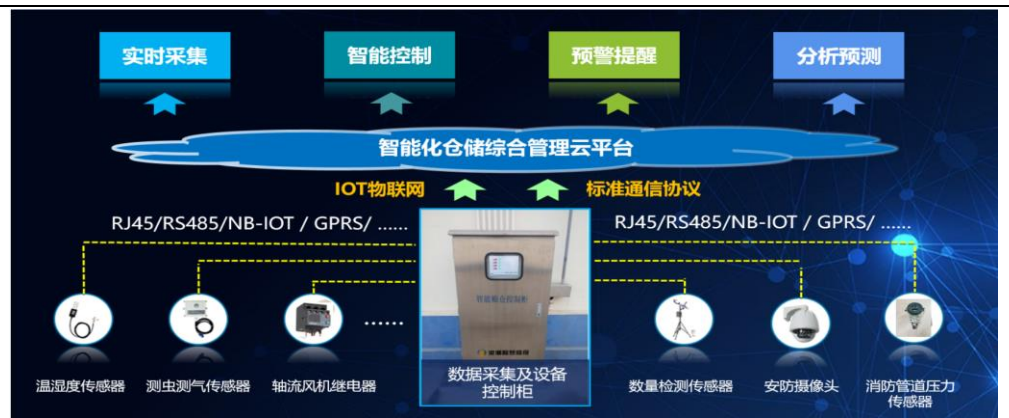 实时采集
智能控制
预警提醒
分析预测
智能化仓储综合管理云平台
IOT物联网
标准通信协议
RJ45/RS485/NB-IOT / GPRS/ ......
RJ45/RS485/NB-IOT / GPRS/ ......
......
温湿度传感器
测虫测气传感器
轴流风机继电器
数据采集及设备
控制柜
数量检测传感器
安防摄像头
消防管道压力
传感器